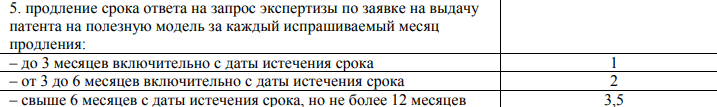 5. продление срока ответа на запрос экспертизы по заявке на выдачу
патента на полезную модель за каждый испрашиваемый месяц
продления:
– до 3 месяцев включительно с даты истечения срока 1
– от 3 до 6 месяцев включительно с даты истечения срока 2
– свыше 6 месяцев с даты истечения срока, но не более 12 месяцев 3,5